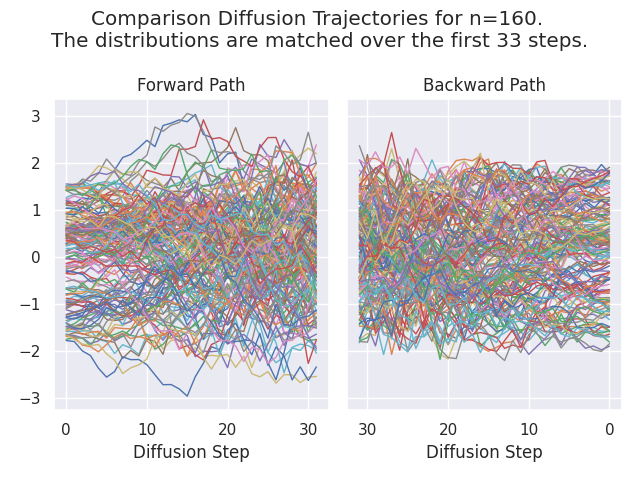 Comparison Diffusion Trajectories for n=160.
The distributions are matched over the first 33 steps.
Forward Path
Backward Path
3
2
1
0
−1
−2
−3
0 10 20 30
30 20 10 0
Diffusion Step
Diffusion Step